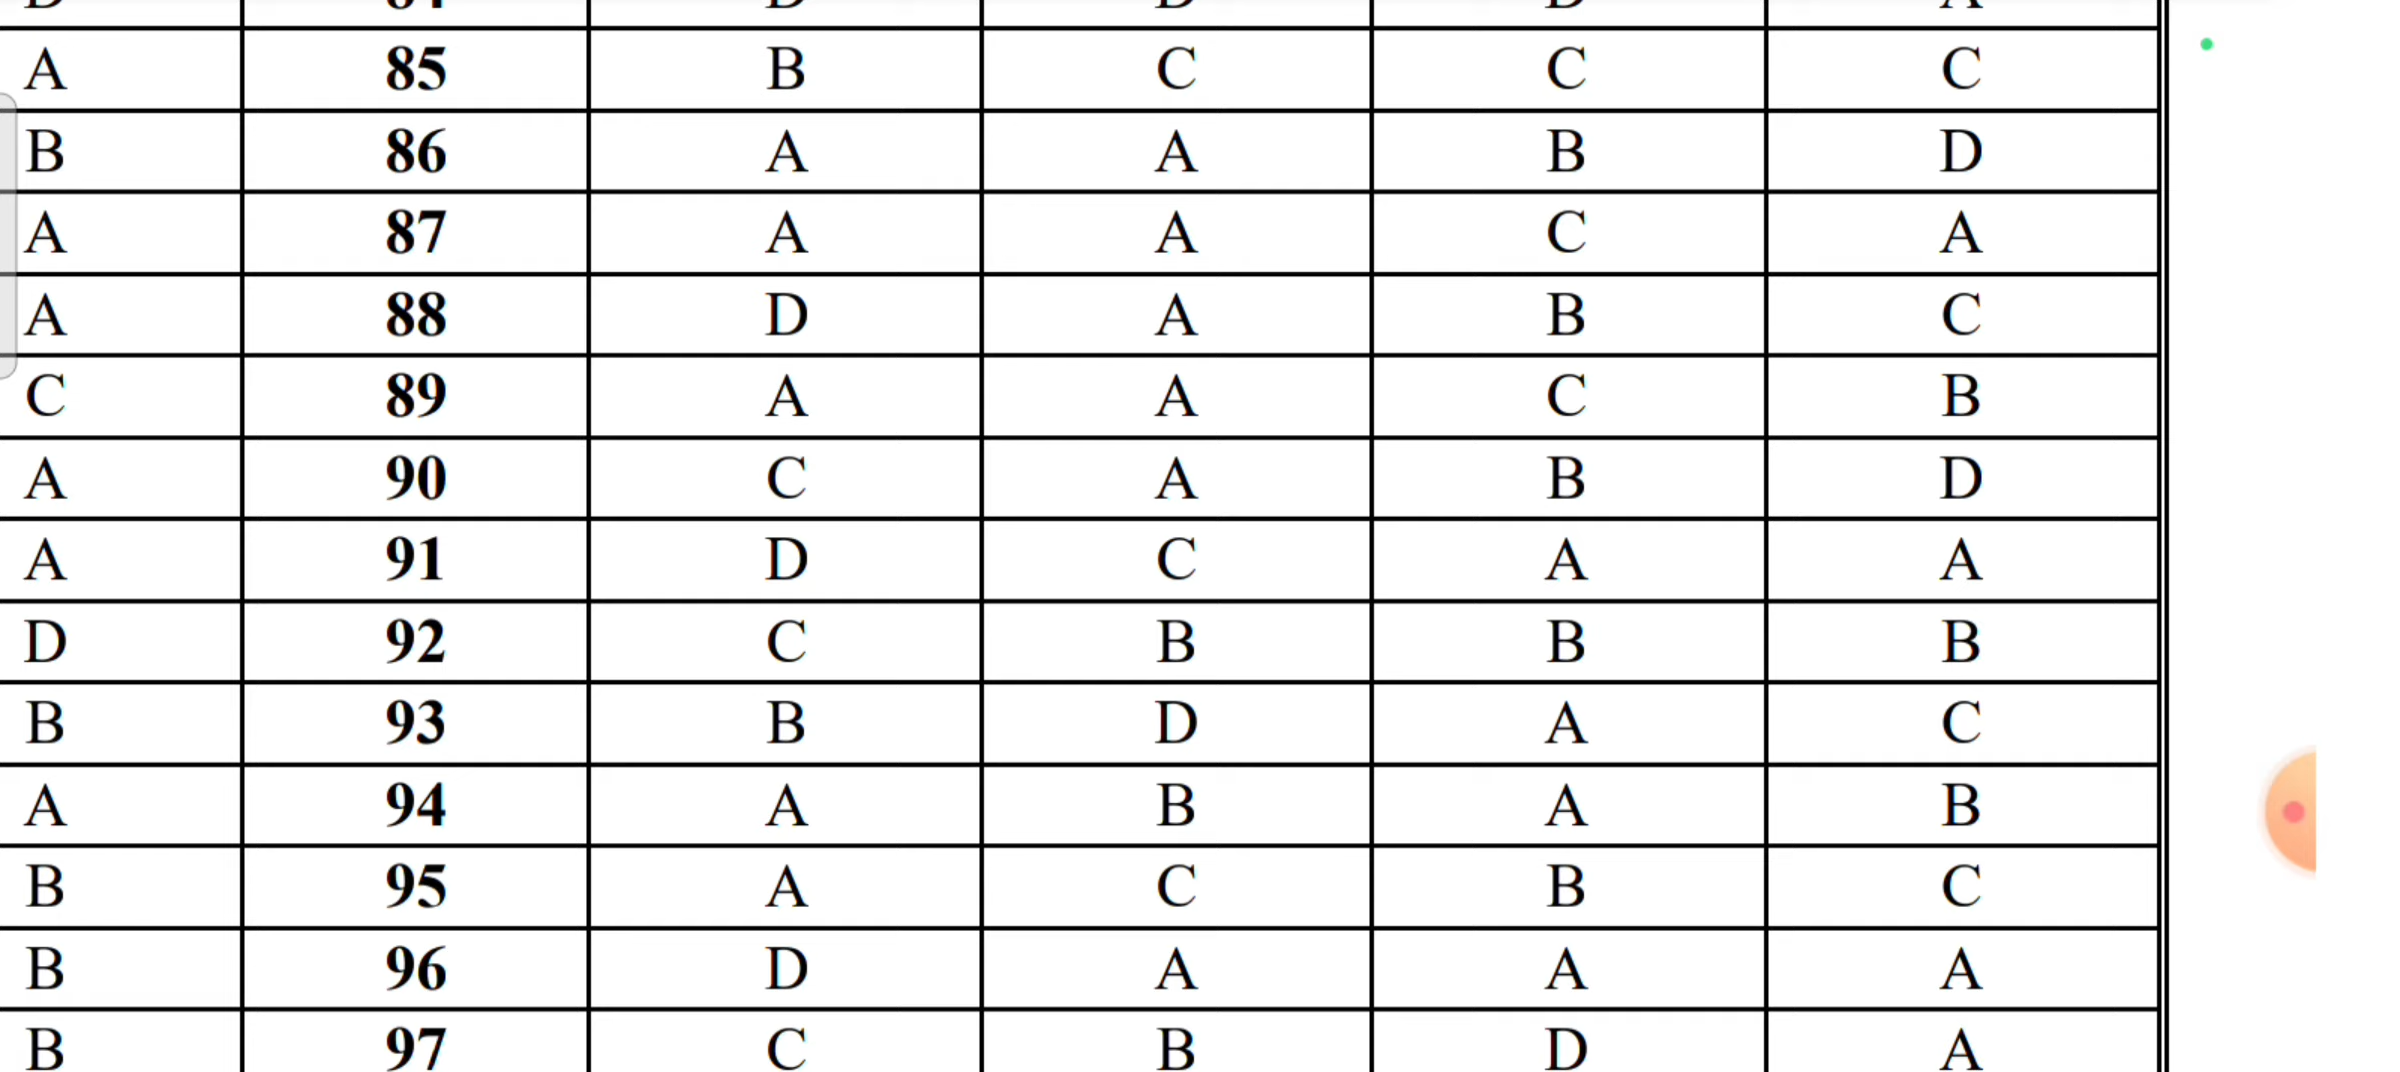 A 85 B C C C
B 86 A A B D
A 87 A A C A
A 88 D A B C
C 89 A A C B
A 90 C A B D
A 91 D C A A
D 92 C B B B
B 93 B D A C
A 94 A B A B
B 95 A C B C
B 96 D A A A
B 97 C B D A